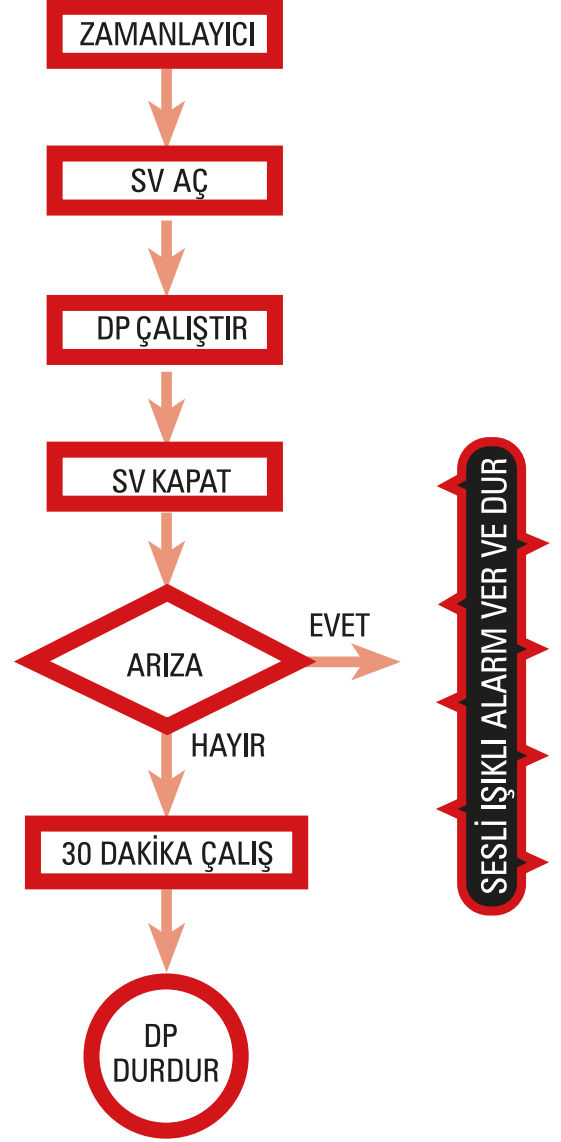 ZAMANLAYICI
SV AÇ
DP ÇALIŞTIR
SV KAPAT
ARIZA
EVET
SESLİ IŞIKLI ALARM VER VE DUR
HAYIR
30 DAKİKA ÇALIŞ
DP
DURDUR